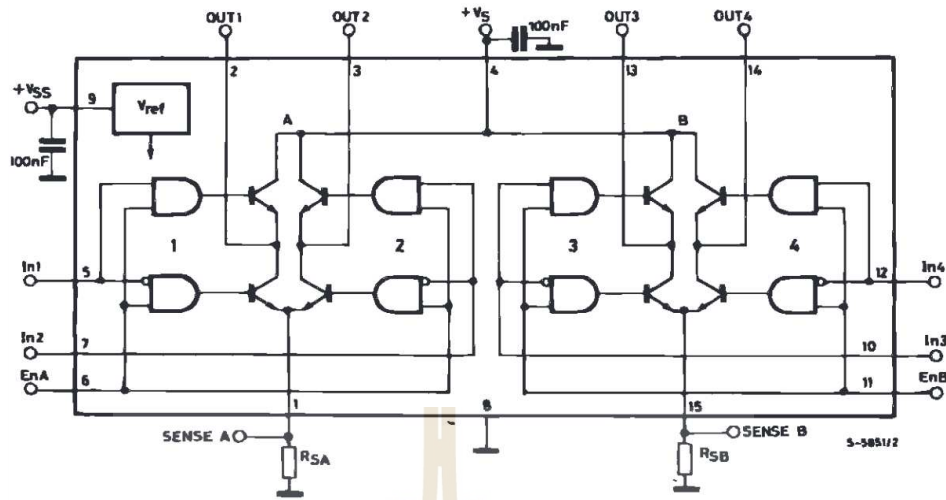 OUT1 OUT2 +VS 100nF OUT3 OUT4
2 3 4 13 14
+VSS 9 Vref A B
100nF
1 2 3 4
In1 5 12 In4
In2 7 10 In3
EnA 6 11 EnB
1 8 15
SENSE A SENSE B S-5851/2
RSA RSB